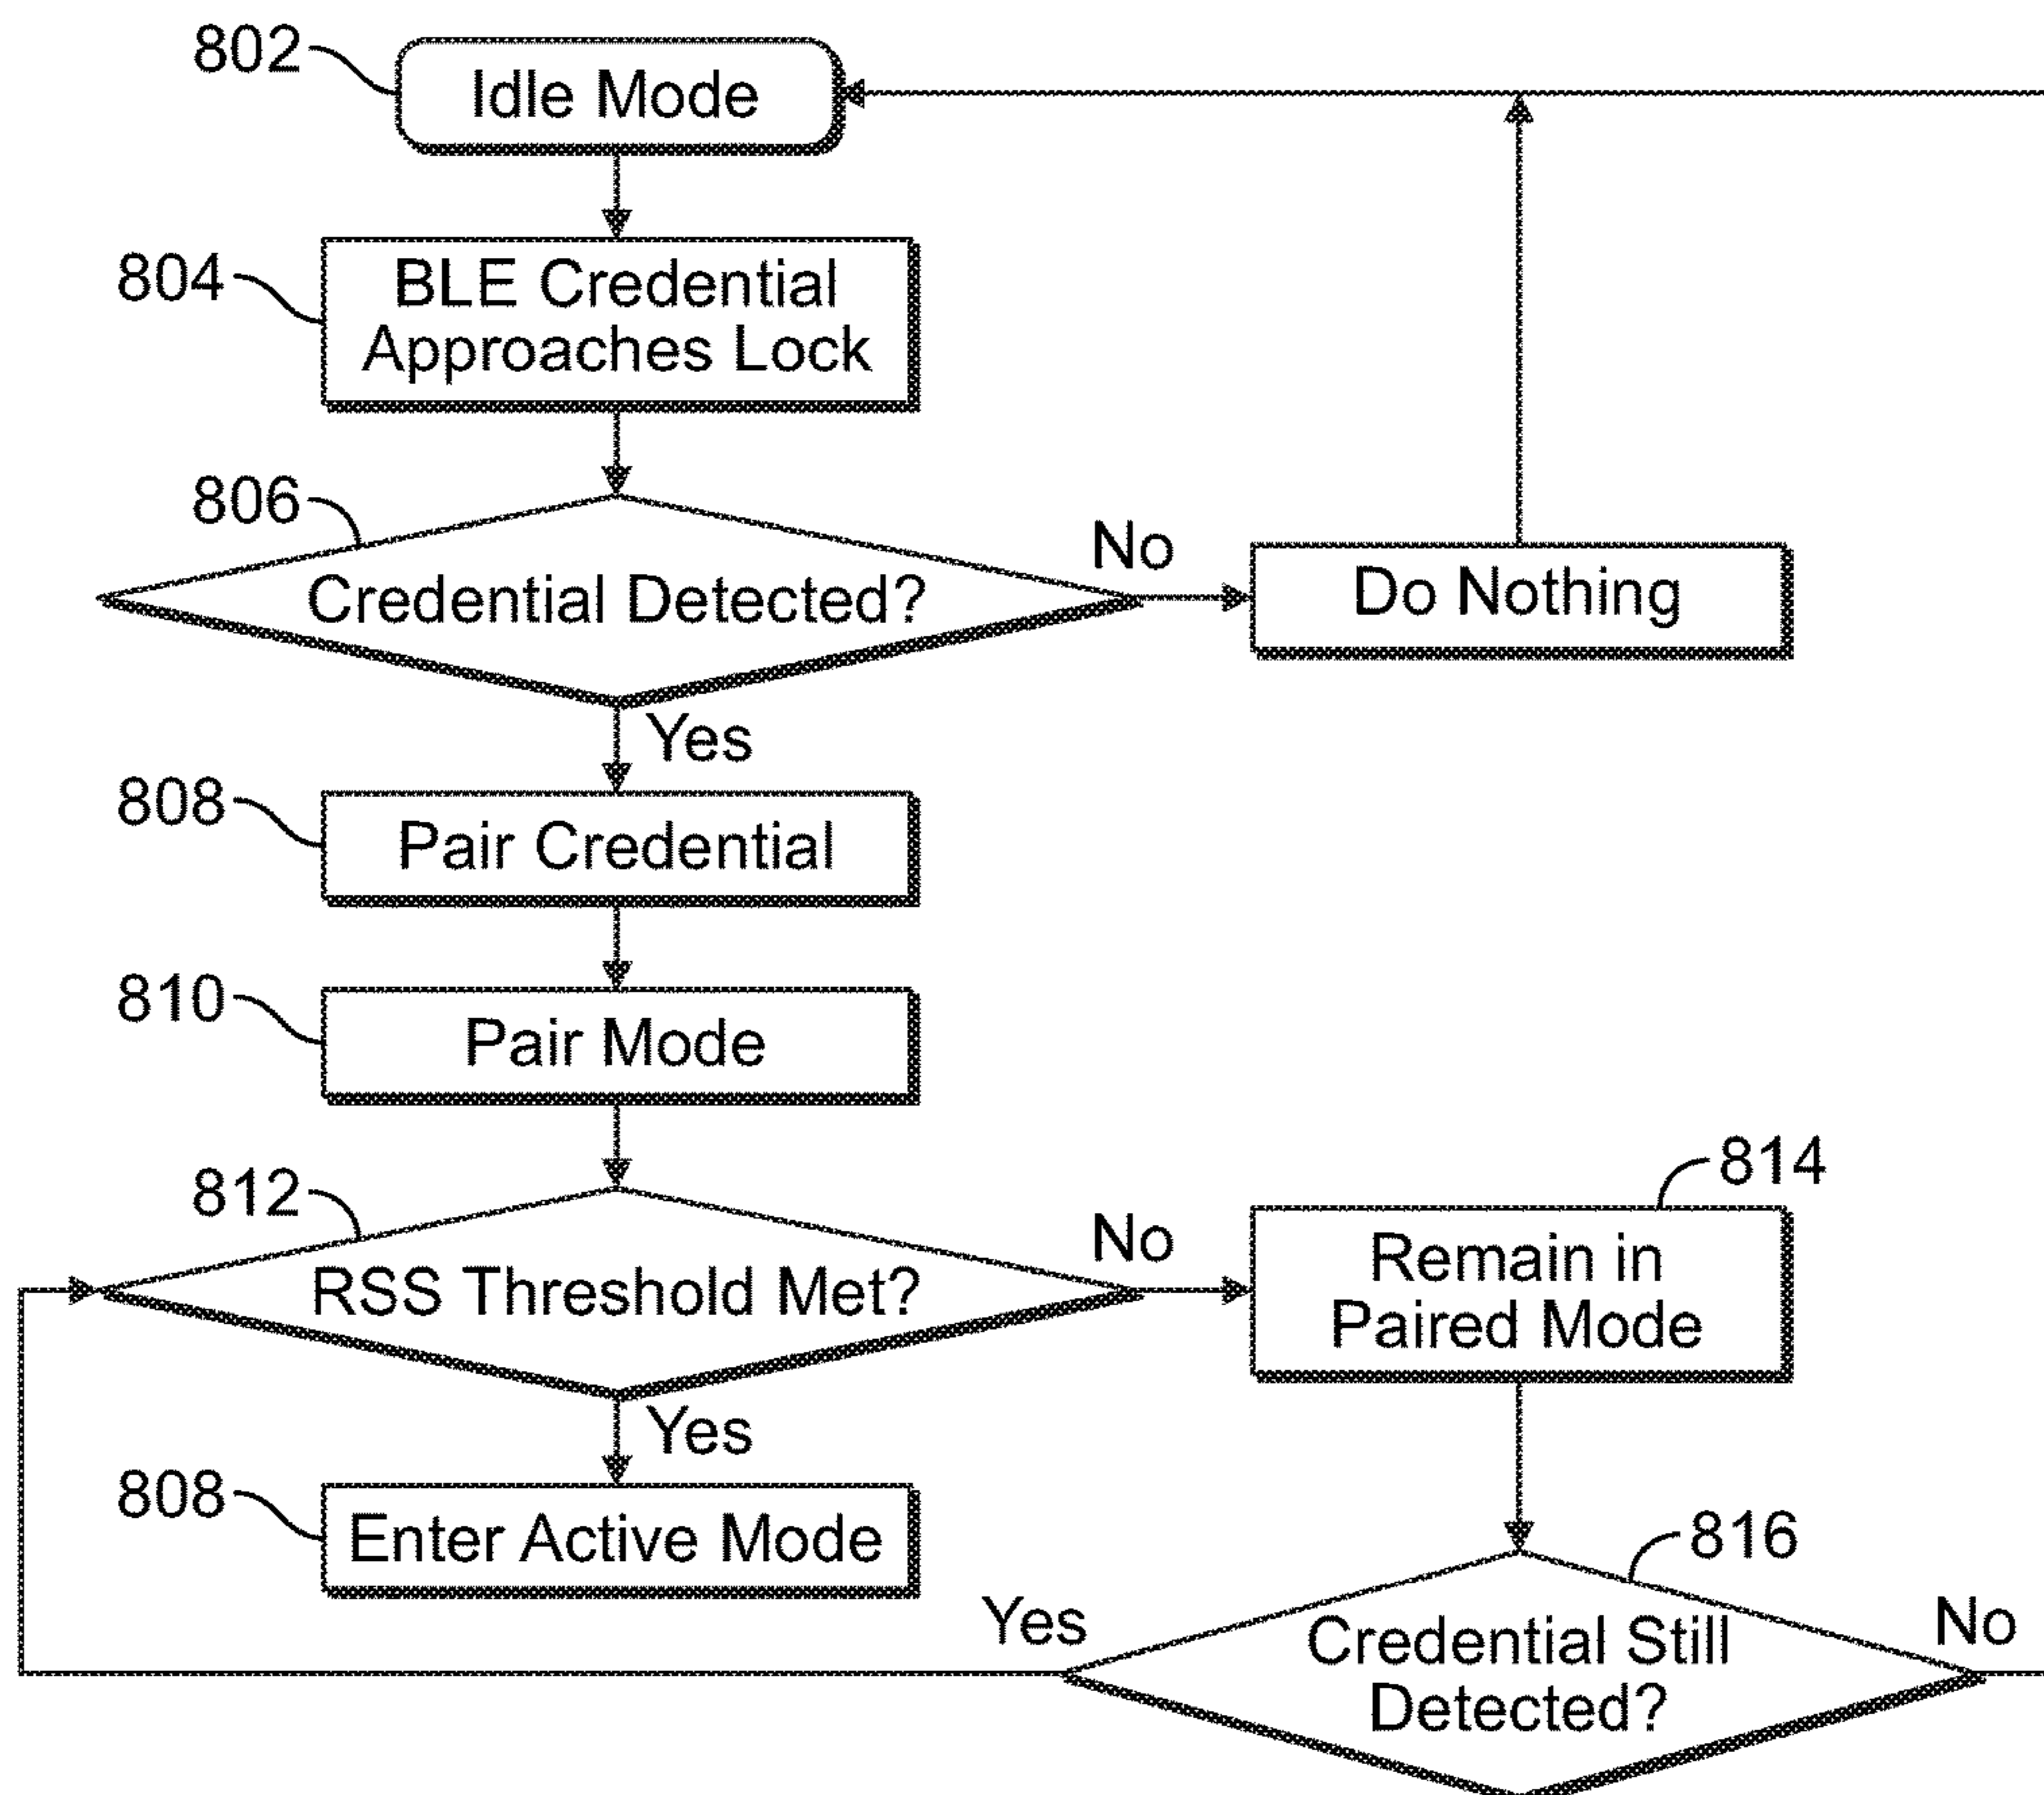 802
Idle Mode
804
BLE Credential
Approaches Lock
806
Credential Detected?
No
Do Nothing
Yes
808
Pair Credential
810
Pair Mode
812
RSS Threshold Met?
No
814
Remain in
Paired Mode
Yes
808
Enter Active Mode
816
Credential Still
Detected?
Yes
No